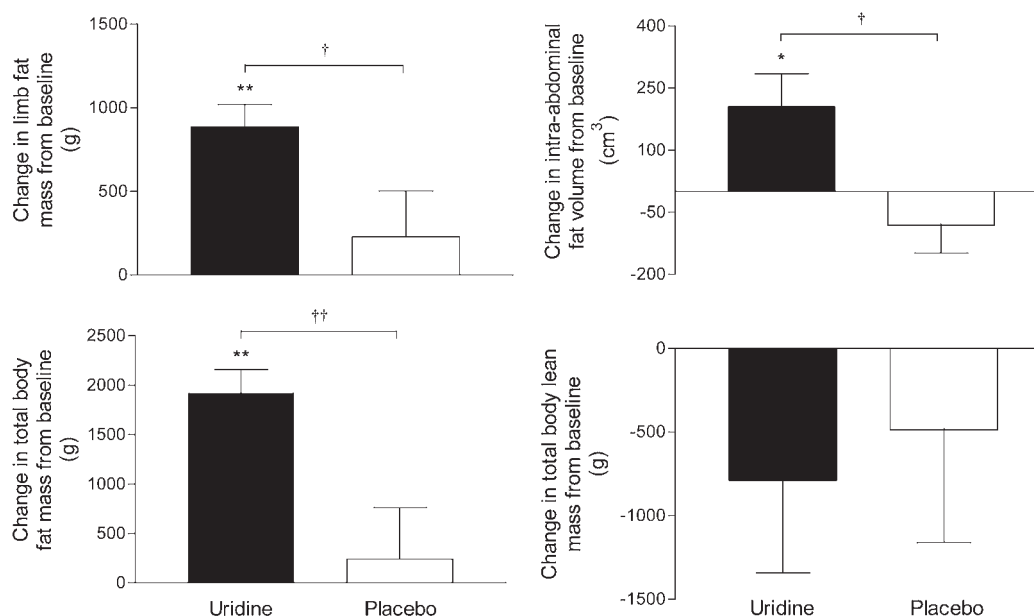 Change in limb fat
mass from baseline
(g)
1500
1000
500
0
†
**
Change in intra-abdominal
fat volume from baseline
(cm³)
400
250
100
-50
-200
†
*
Change in total body
fat mass from baseline
(g)
2500
2000
1500
1000
500
0
††
**
Uridine
Placebo
Change in total body lean
mass from baseline
(g)
0
-500
-1000
-1500
Uridine
Placebo